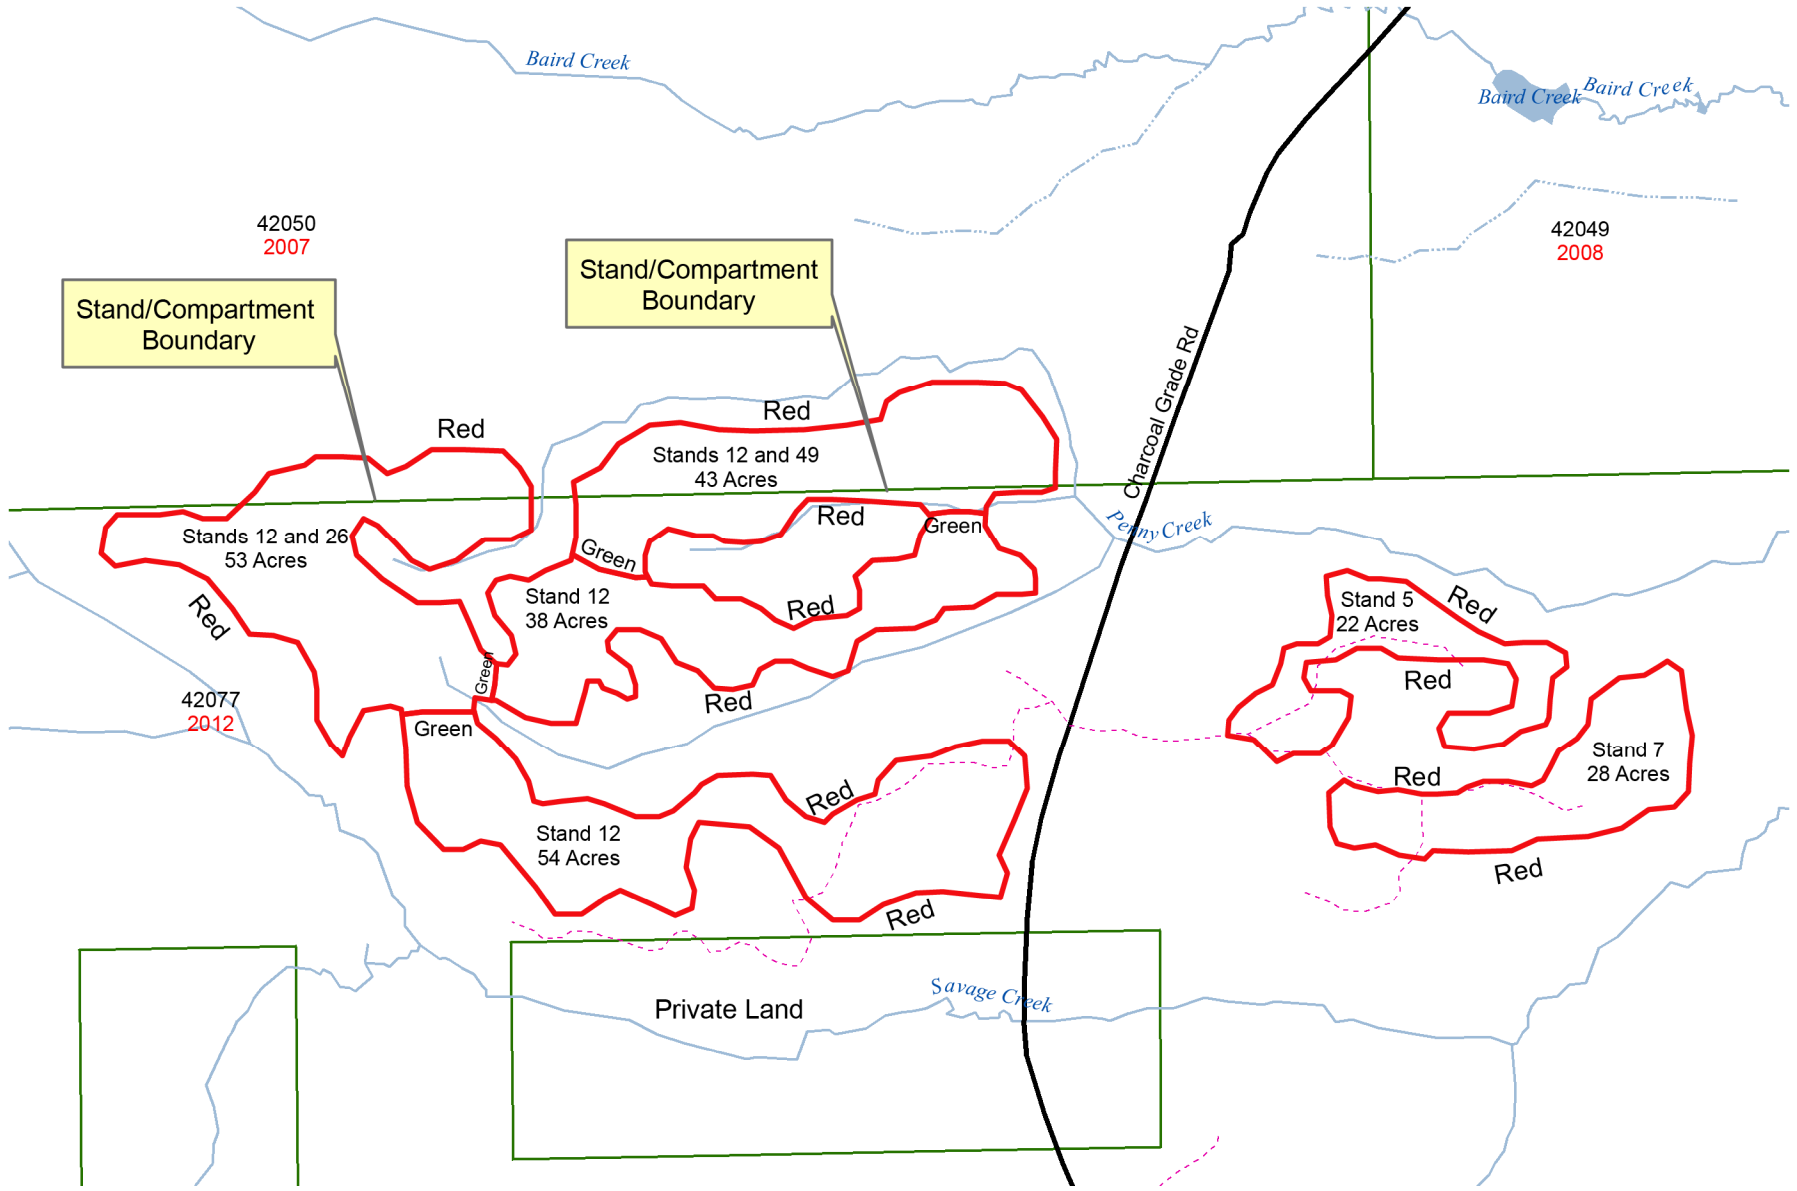 Baird Creek
Baird Creek
Baird Creek
42050
2007
42049
2008
Stand/Compartment
Boundary
Stand/Compartment
Boundary
Charcoal Grade Rd
Red
Red
Stands 12 and 49
43 Acres
Red
Green
Penny Creek
Stands 12 and 26
53 Acres
Green
Stand 12
38 Acres
Red
Red
Stand 5
22 Acres
Red
Green
Red
Red
42077
2012
Green
Stand 7
28 Acres
Red
Red
Stand 12
54 Acres
Red
Red
Savage Creek
Private Land